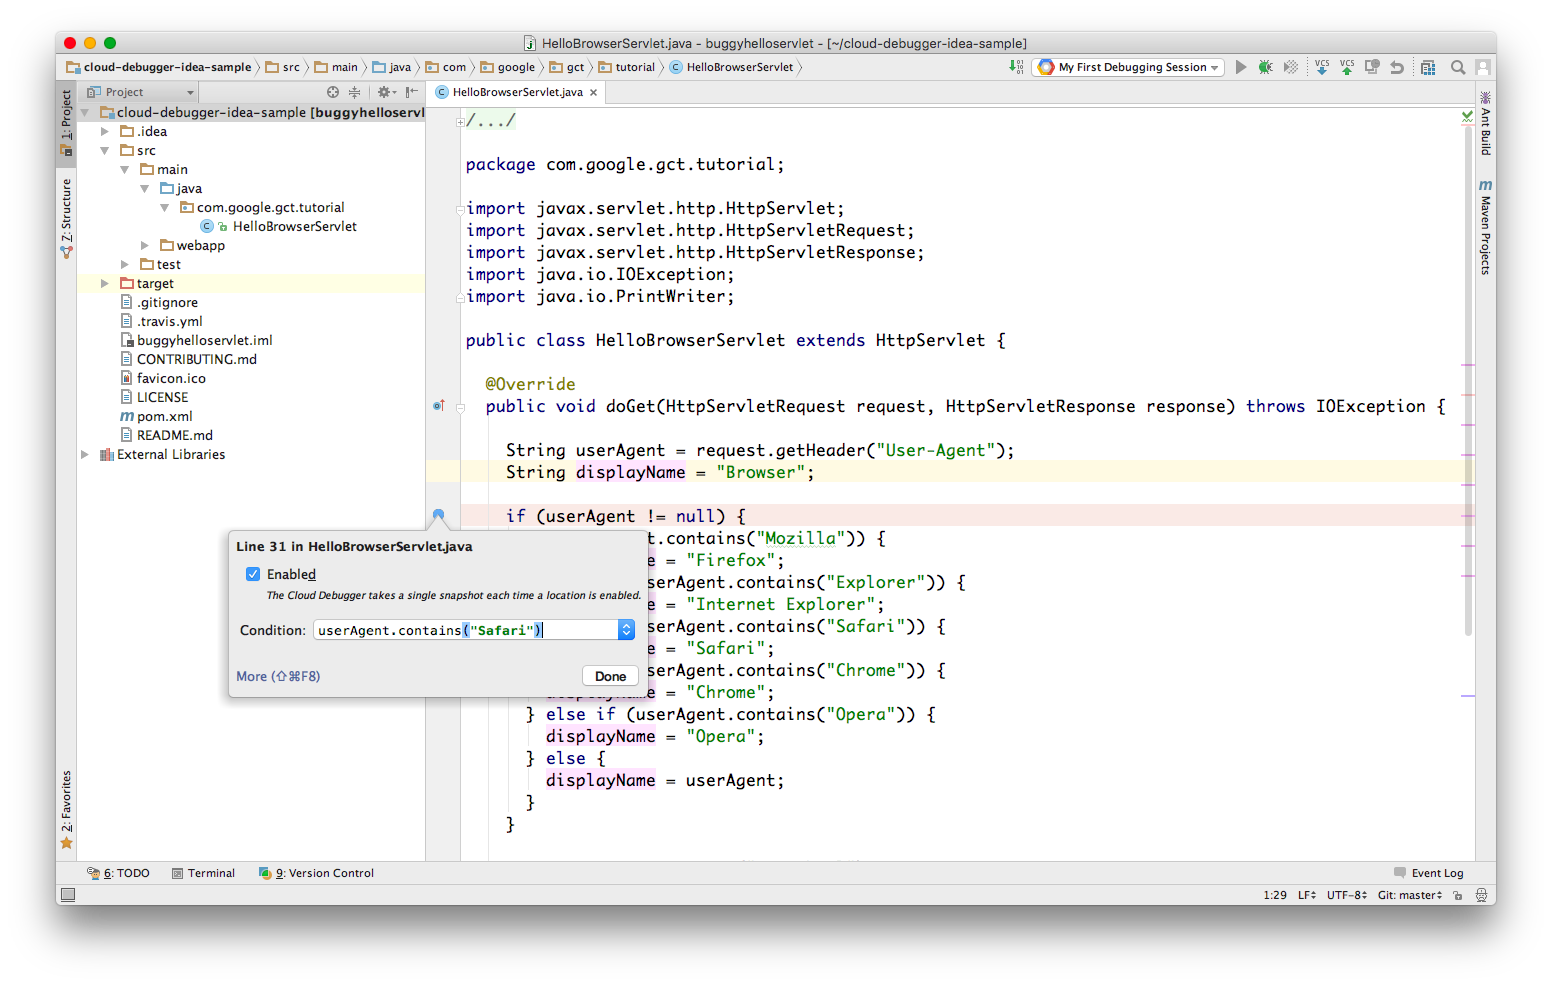 HelloBrowserServlet.java - buggyhelloservlet - [~/cloud-debugger-idea-sample]
cloud-debugger-idea-sample src main java com google gct tutorial HelloBrowserServlet
My First Debugging Session
VCS VCS
Project
HelloBrowserServlet.java
1: Project
Z: Structure
2: Favorites
cloud-debugger-idea-sample [buggyhelloservl
.idea
src
main
java
com.google.gct.tutorial
HelloBrowserServlet
webapp
test
target
.gitignore
.travis.yml
buggyhelloservlet.iml
CONTRIBUTING.md
favicon.ico
LICENSE
pom.xml
README.md
External Libraries
/.../
package com.google.gct.tutorial;
import javax.servlet.http.HttpServlet;
import javax.servlet.http.HttpServletRequest;
import javax.servlet.http.HttpServletResponse;
import java.io.IOException;
import java.io.PrintWriter;
public class HelloBrowserServlet extends HttpServlet {
@Override
public void doGet(HttpServletRequest request, HttpServletResponse response) throws IOException {
String userAgent = request.getHeader("User-Agent");
String displayName = "Browser";
if (userAgent != null) {
t.contains("Mozilla")) {
e = "Firefox";
serAgent.contains("Explorer")) {
e = "Internet Explorer";
serAgent.contains("Safari")) {
e = "Safari";
serAgent.contains("Chrome")) {
e = "Chrome";
} else if (userAgent.contains("Opera")) {
displayName = "Opera";
} else {
displayName = userAgent;
}
}
Line 31 in HelloBrowserServlet.java
Enabled
The Cloud Debugger takes a single snapshot each time a location is enabled.
Condition: userAgent.contains("Safari")
More (⇧⌘F8)
Done
Ant Build
Maven Projects
6: TODO
Terminal
9: Version Control
Event Log
1:29 LF UTF-8 Git: master